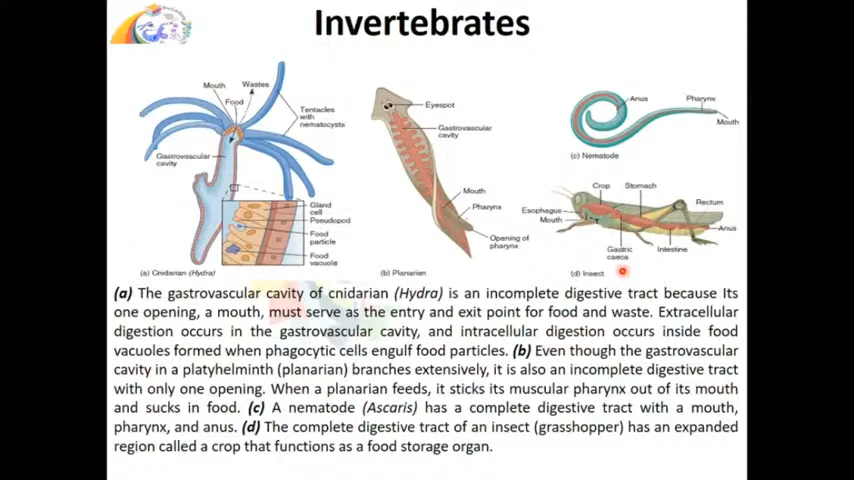 Invertebrates
Mouth
Wastes
Food
Tentacles
with
nematocysts
Gastrovascular
cavity
Gland
cell
Pseudopod
Food
particle
Food
vacuole
(a) Cnidarian (Hydra)
Eyespot
Gastrovascular
cavity
Mouth
Pharynx
Opening of
pharynx
(b) Planarian
Anus
Pharynx
Mouth
(c) Nematode
Crop
Stomach
Rectum
Esophagus
Mouth
Anus
Gastric
caeca
Intestine
(d) Insect
(a) The gastrovascular cavity of cnidarian (Hydra) is an incomplete digestive tract because Its
one opening, a mouth, must serve as the entry and exit point for food and waste. Extracellular
digestion occurs in the gastrovascular cavity, and intracellular digestion occurs inside food
vacuoles formed when phagocytic cells engulf food particles. (b) Even though the gastrovascular
cavity in a platyhelminth (planarian) branches extensively, it is also an incomplete digestive tract
with only one opening. When a planarian feeds, it sticks its muscular pharynx out of its mouth
and sucks in food. (c) A nematode (Ascaris) has a complete digestive tract with a mouth,
pharynx, and anus. (d) The complete digestive tract of an insect (grasshopper) has an expanded
region called a crop that functions as a food storage organ.